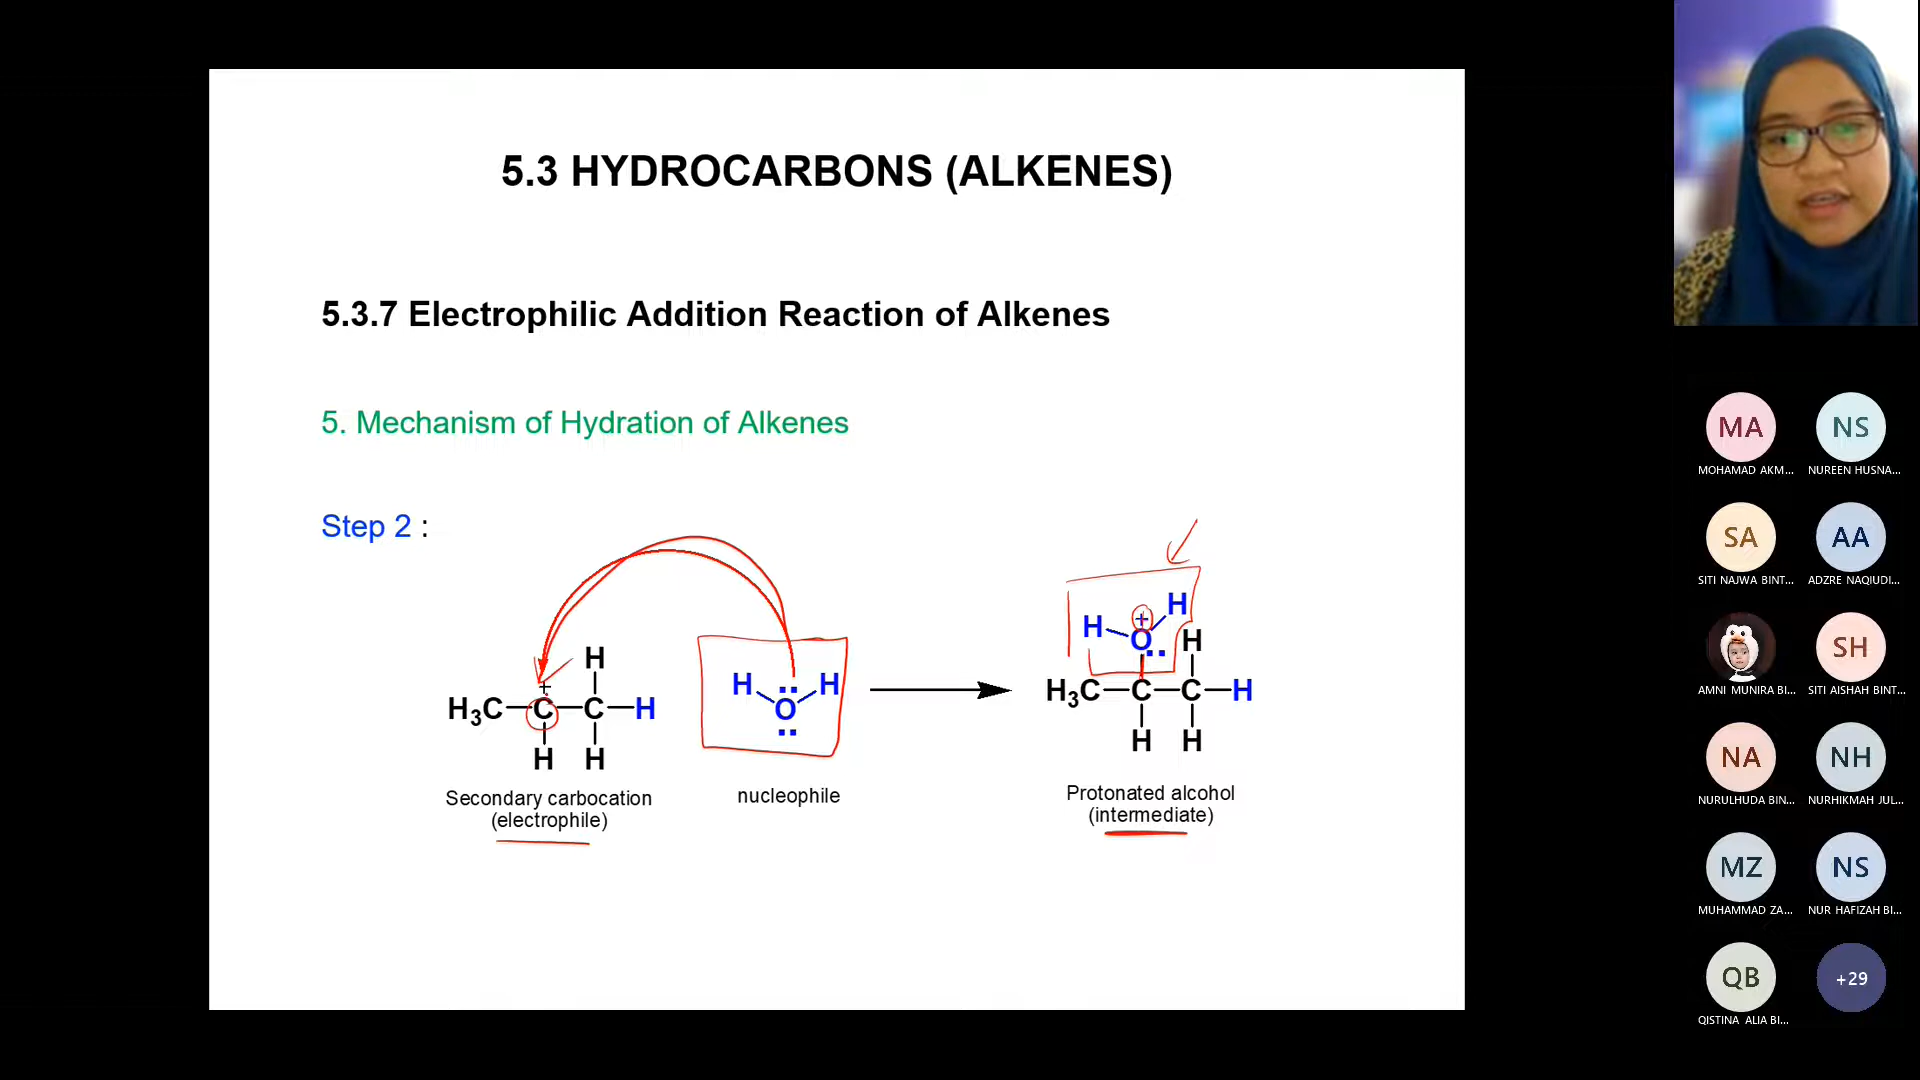 5.3 HYDROCARBONS (ALKENES)
5.3.7 Electrophilic Addition Reaction of Alkenes
5. Mechanism of Hydration of Alkenes
Step 2 :
H
H₃C C + C H
H H
Secondary carbocation
(electrophile)
H O H
nucleophile
H O + H
H
H₃C C C H
H H
Protonated alcohol
(intermediate)
MA
MOHAMAD AKM...
NS
NUREEN HUSNA...
SA
SITI NAJWA BINT...
AA
ADZRE NAQIUDI...
AMNI MUNIRA BI...
SH
SITI AISHAH BINT...
NA
NURULHUDA BIN...
NH
NURHIKMAH JUL...
MZ
MUHAMMAD ZA...
NS
NUR HAFIZAH BI...
QB
QISTINA ALIA BI...
+29